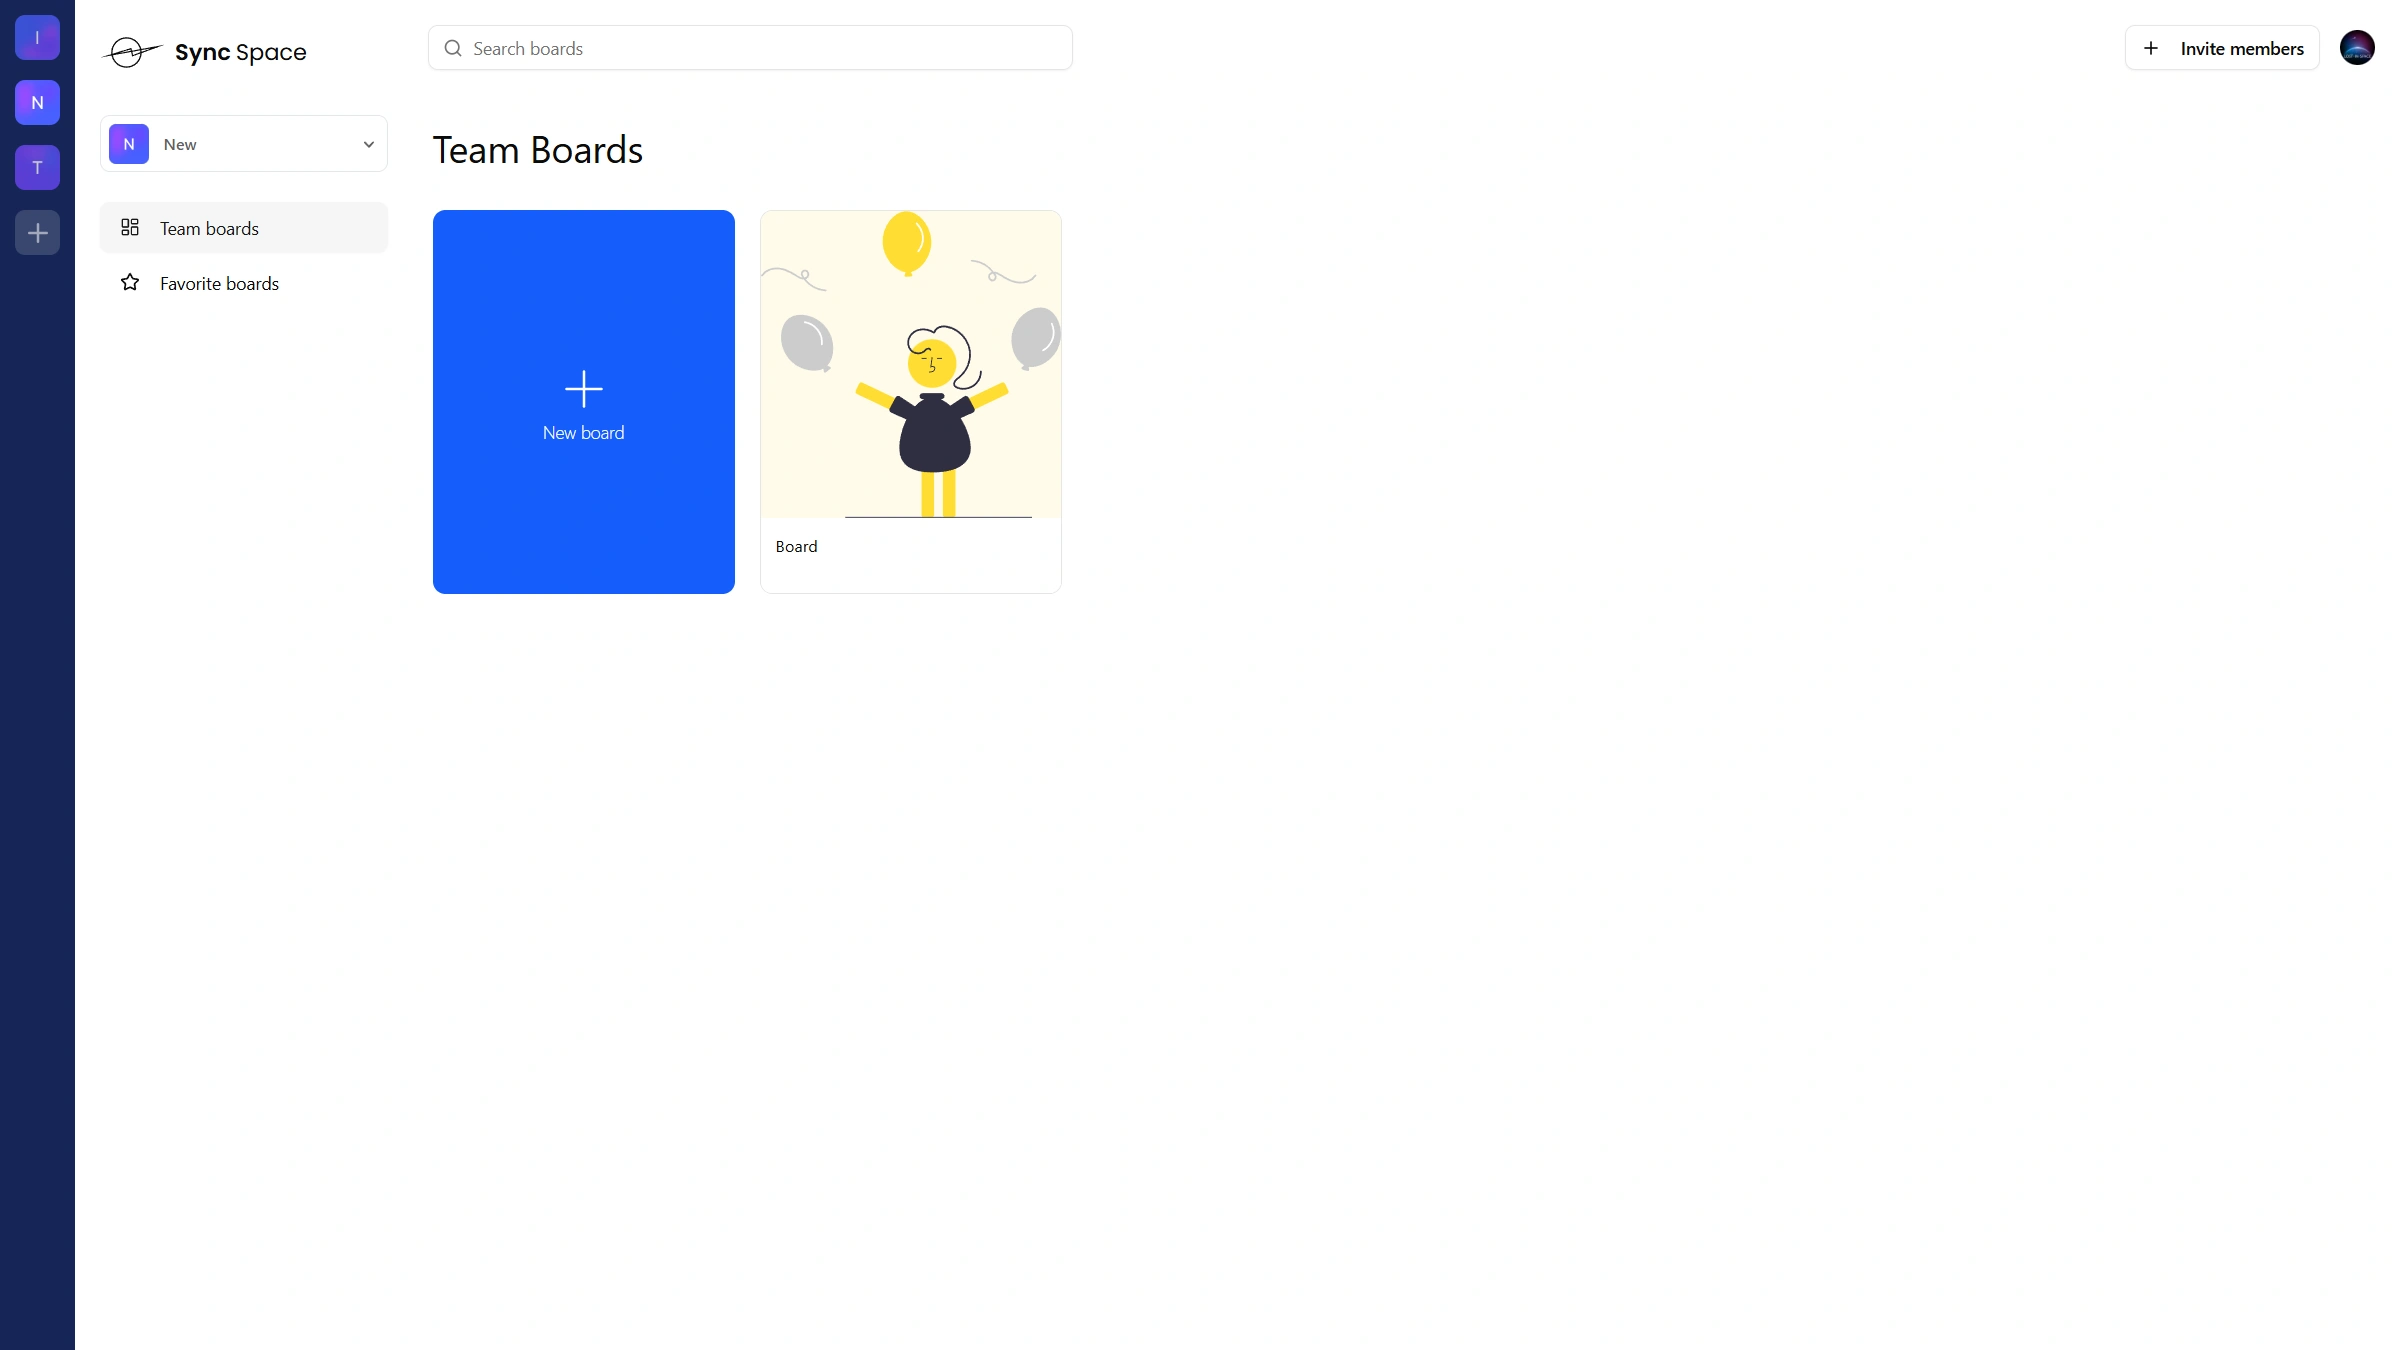 I
N
T
Sync Space
N New
Team boards
Favorite boards
Search boards
Invite members
Team Boards
New board
Board